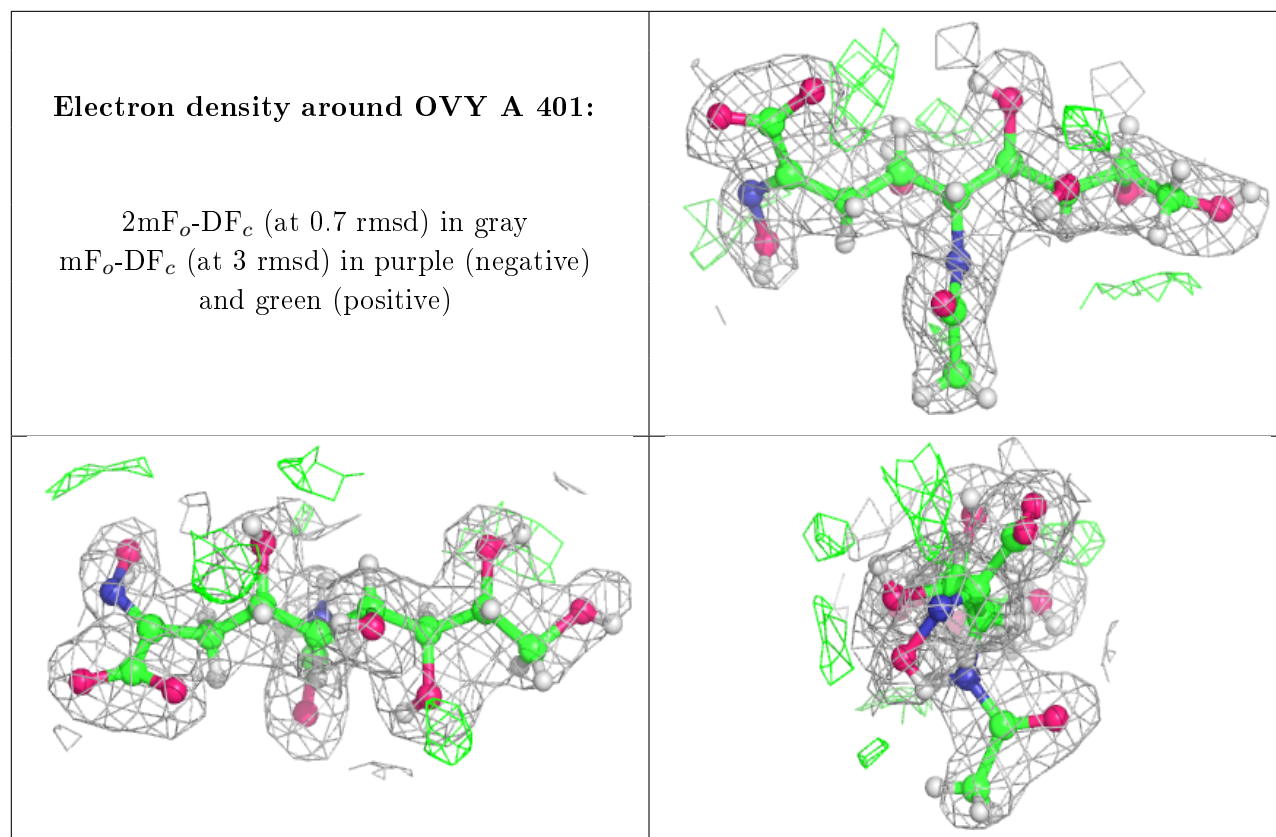 Electron density around OVY A 401:
2mFo-DFc (at 0.7 rmsd) in gray
mFo-DFc (at 3 rmsd) in purple (negative)
and green (positive)